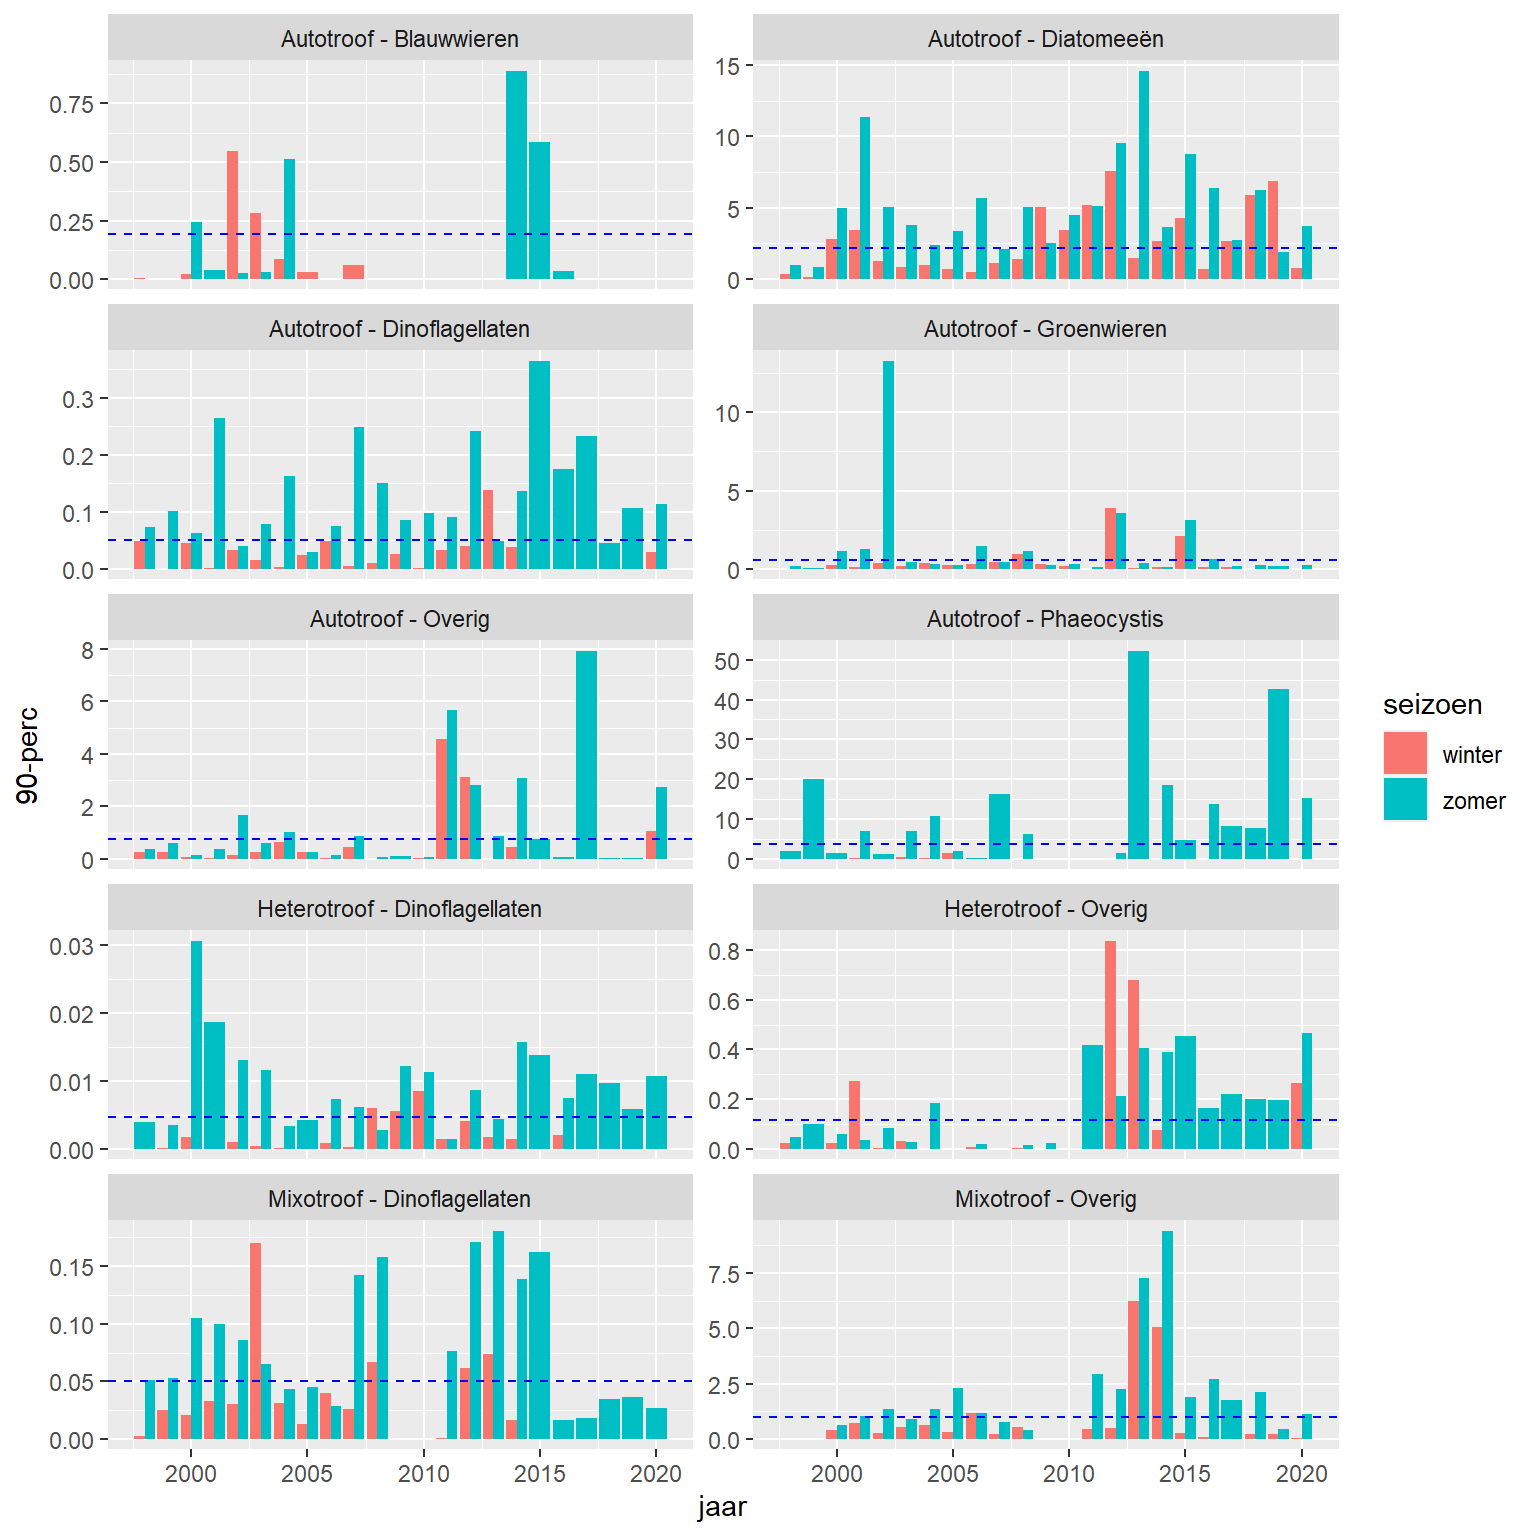 Autotroof - Blauwwieren
Autotroof - Diatomeeën
0.75
0.50
0.25
0.00
15
10
5
0
Autotroof - Dinoflagellaten
Autotroof - Groenwieren
0.3
0.2
0.1
0.0
10
5
0
Autotroof - Overig
Autotroof - Phaeocystis
8
6
4
2
0
50
40
30
20
10
0
Heterotroof - Dinoflagellaten
Heterotroof - Overig
0.03
0.02
0.01
0.00
0.8
0.6
0.4
0.2
0.0
Mixotroof - Dinoflagellaten
Mixotroof - Overig
0.15
0.10
0.05
0.00
7.5
5.0
2.5
0.0
2000 2005 2010 2015 2020
2000 2005 2010 2015 2020
jaar
90-perc
seizoen
winter
zomer